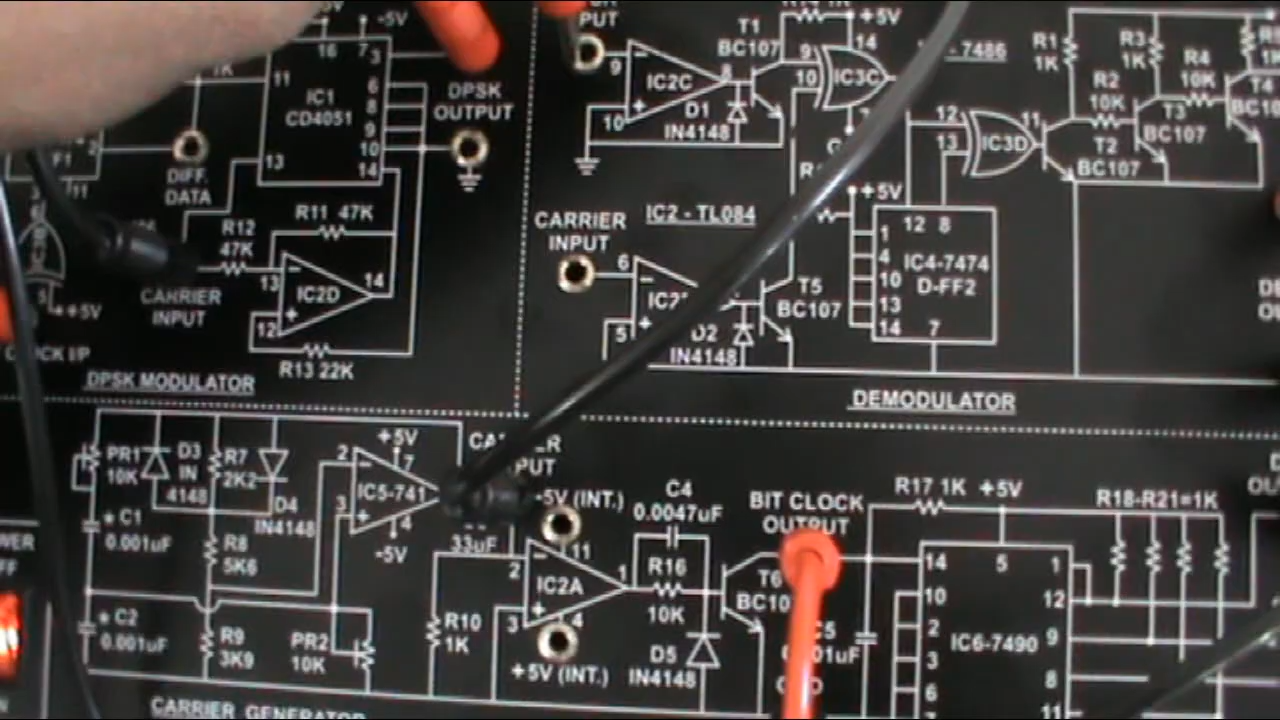 -5V
16
7
3
11
6
8
9
10
14
13
IC1
CD4051
DPSK
OUTPUT
DIFF.
DATA
R12
47K
R11 47K
CARRIER
INPUT
13
12
14
IC2D
R13 22K
+5V
DPSK MODULATOR
9
10
8
IC2C
T1
BC107
D1
IN4148
+5V
14
9
10
IC3C
7486
12
13
11
IC3D
R1
1K
R2
10K
R3
1K
R4
10K
T3
BC107
T2
BC107
T4
CARRIER
INPUT
IC2 - TL084
6
5
D2
IN4148
T5
BC107
+5V
1
4
10
13
14
12 8
IC4-7474
D-FF2
7
DEMODULATOR
PR1
10K
D3
IN
4148
R7
2K2
D4
IN4148
C1
0.001uF
C2
0.001uF
R8
5K6
R9
3K9
PR2
10K
+5V
2
7
3
4
IC5-741
-5V
CARRIER GENERATOR
-5V (INT.)
33uF
11
2
3
1
4
IC2A
R10
1K
+5V (INT.)
C4
0.0047uF
R16
10K
D5
IN4148
T6
BIT CLOCK
OUTPUT
R17 1K
+5V
R18-R21=1K
14
10
2
3
6
5
1
12
9
8
11
IC6-7490